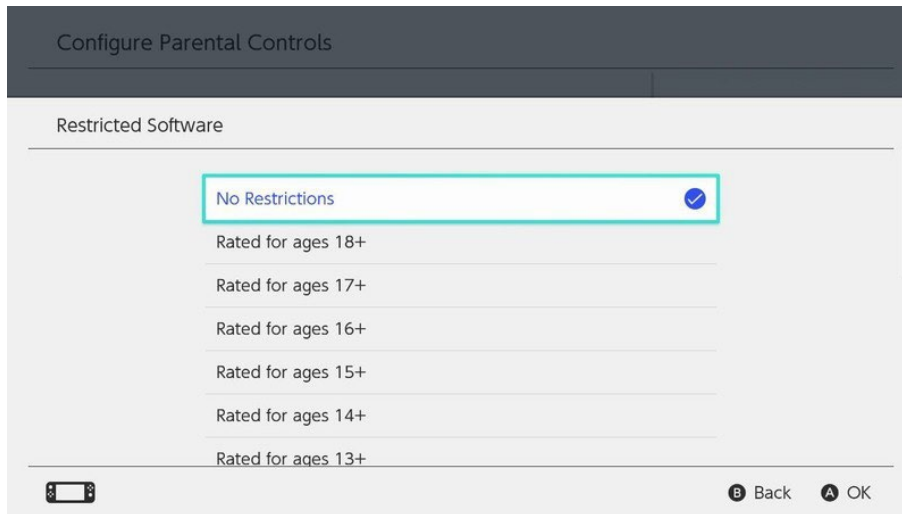 Configure Parental Controls
Restricted Software
No Restrictions
Rated for ages 18+
Rated for ages 17+
Rated for ages 16+
Rated for ages 15+
Rated for ages 14+
Rated for ages 13+
B Back A OK